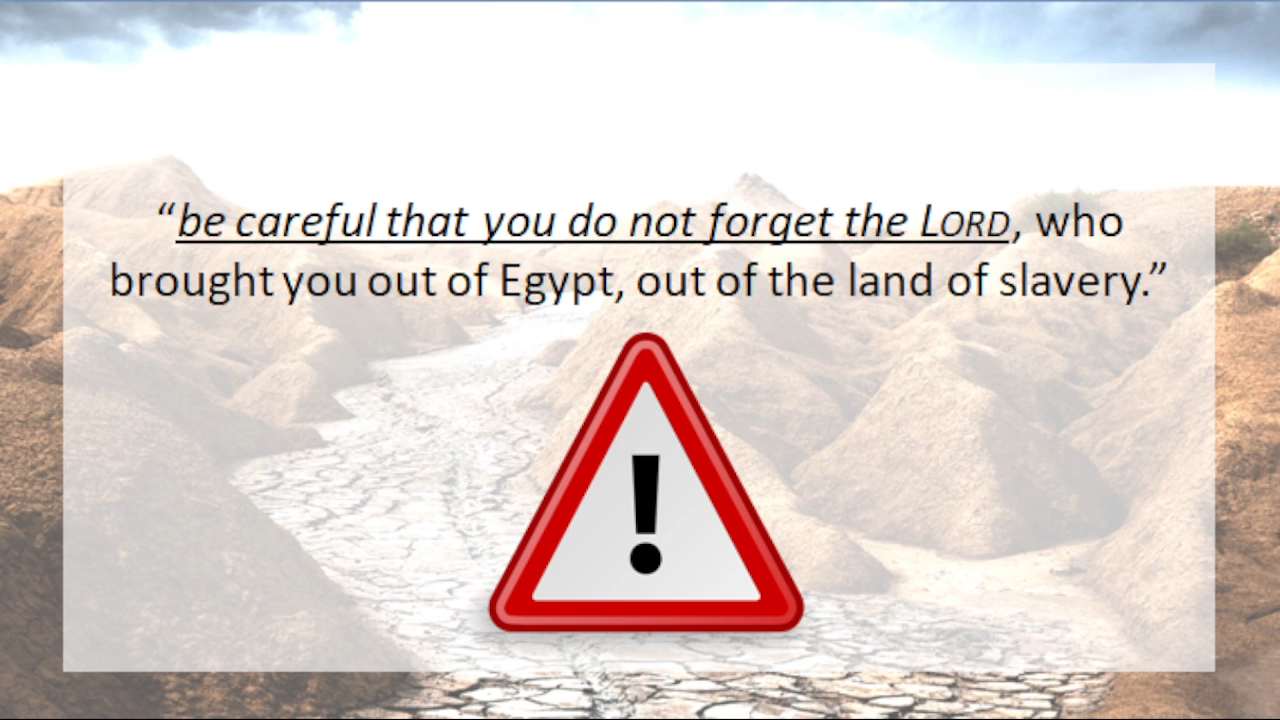 “be careful that you do not forget the LORD, who
brought you out of Egypt, out of the land of slavery.”
!